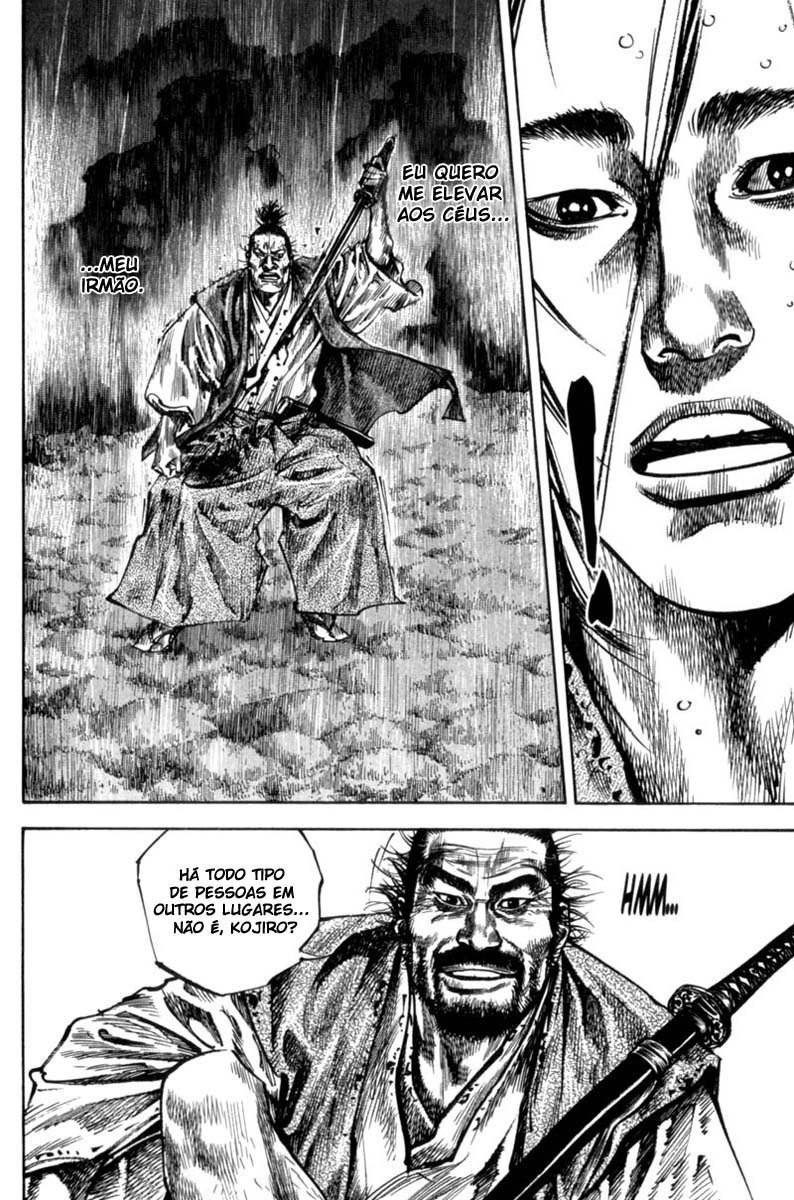 EU QUERO
ME ELEVAR
AOS CÉUS...
...MEU
IRMÃO.
HMM...
HÁ TODO TIPO
DE PESSOAS EM
OUTROS LUGARES...
NÃO É, KOJIRO?